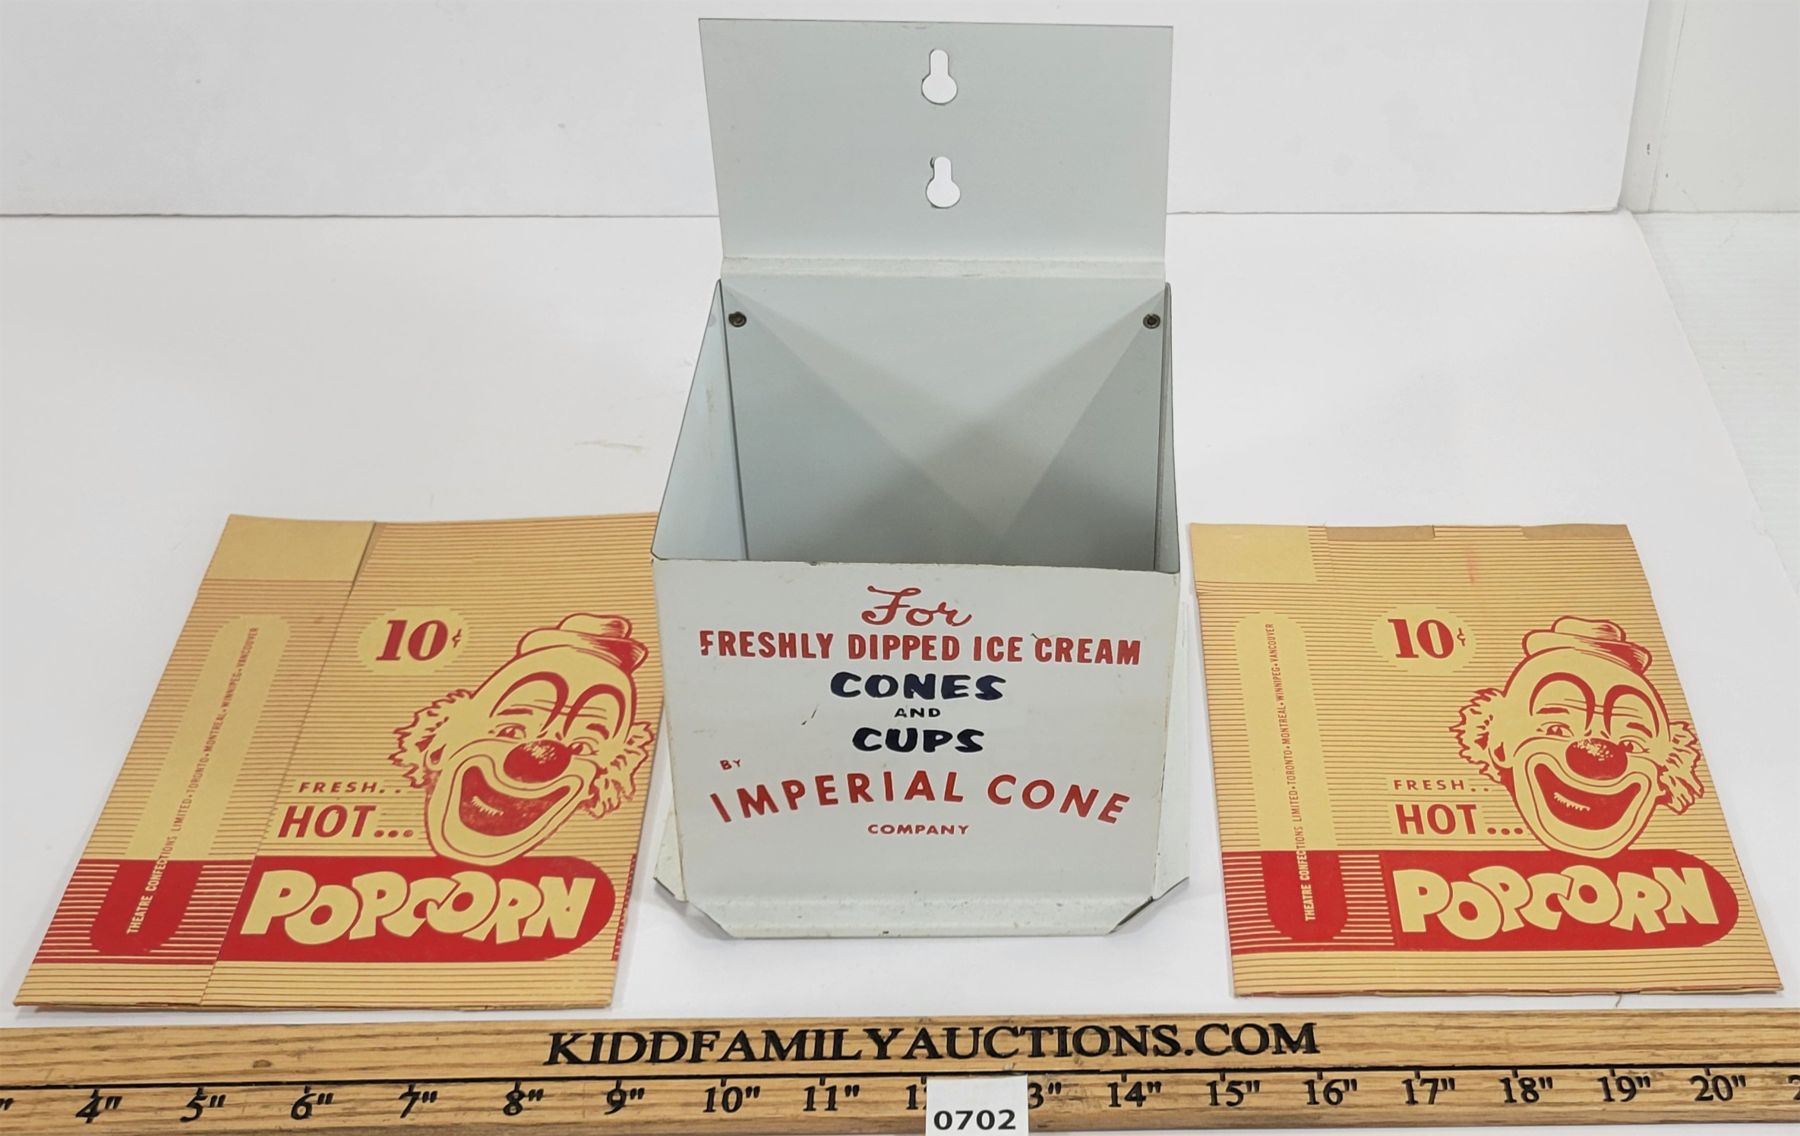 For
FRESHLY DIPPED ICE CREAM
CONES
AND
CUPS
BY
IMPERIAL CONE
COMPANY
10¢
FRESH..
HOT...
POPCORN
THEATRE CONFECTIONS LIMITED•TORONTO•MONTREAL•WINNIPEG•VANCOUVER
10¢
FRESH..
HOT...
POPCORN
THEATRE CONFECTIONS LIMITED•TORONTO•MONTREAL•WINNIPEG•VANCOUVER
KIDDFAMILYAUCTIONS.COM
4" 5" 6" 7" 8" 9" 10" 11" 14" 15" 16" 17" 18" 19" 20"
0702